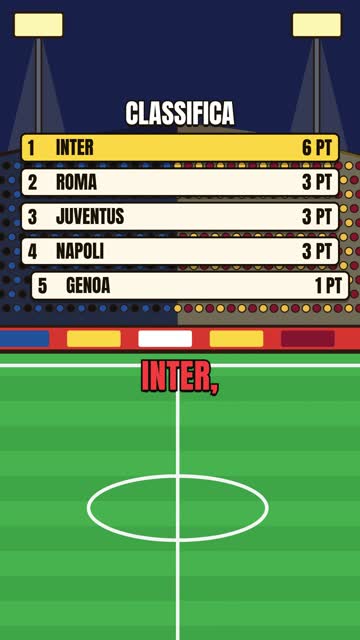 CLASSIFICA
1 INTER 6 PT
2 ROMA 3 PT
3 JUVENTUS 3 PT
4 NAPOLI 3 PT
5 GENOA 1 PT
INTER,